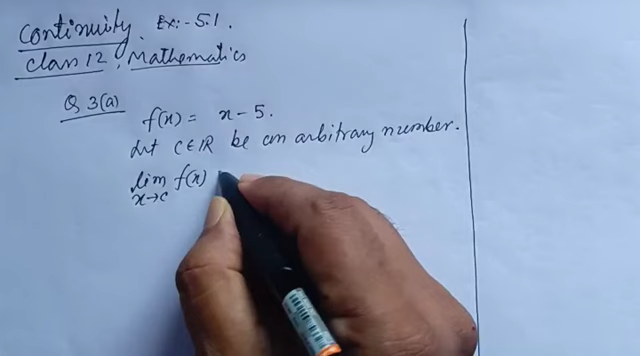 Continuity. Ex:- 5.1.
Class 12, Mathematics
Q 3(a)
f(x) = x - 5.
Let C∈R be an arbitrary number.
lim f(x)
x→c